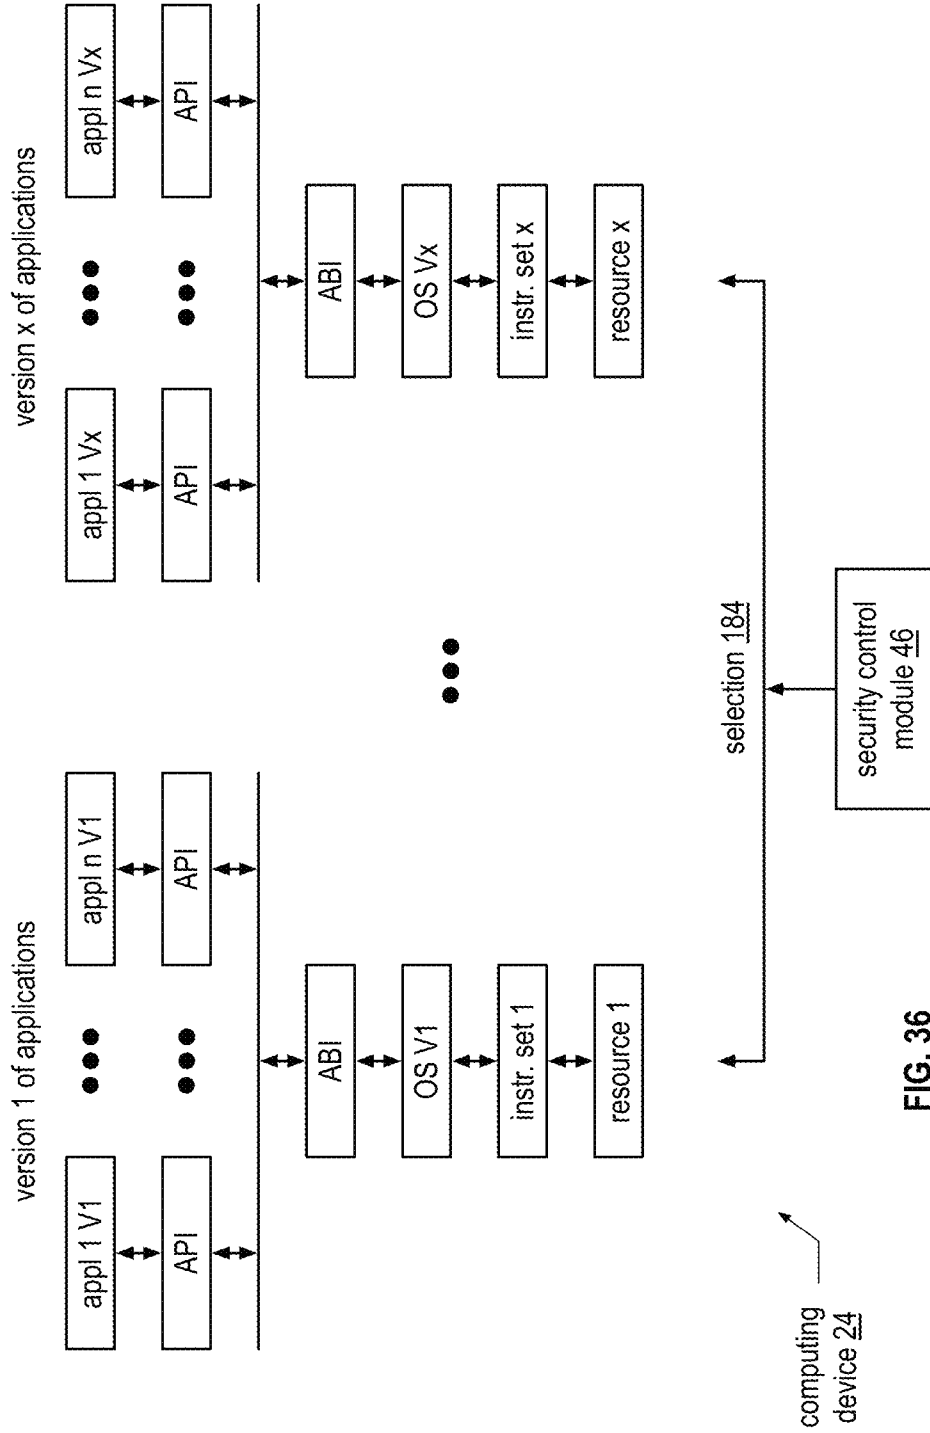 version 1 of applications
version x of applications
appl 1 V1
appl n V1
appl 1 Vx
appl n Vx
API
API
API
API
ABI
ABI
OS V1
OS Vx
instr. set 1
instr. set x
resource 1
resource x
selection 184
computing
device 24
security control
module 46
FIG. 36